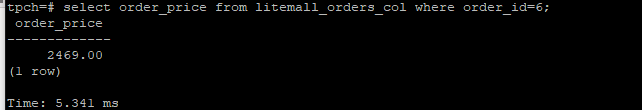 tpch=# select order_price from litemall_orders_col where order_id=6;
 order_price
-------------
     2469.00
(1 row)

Time: 5.341 ms